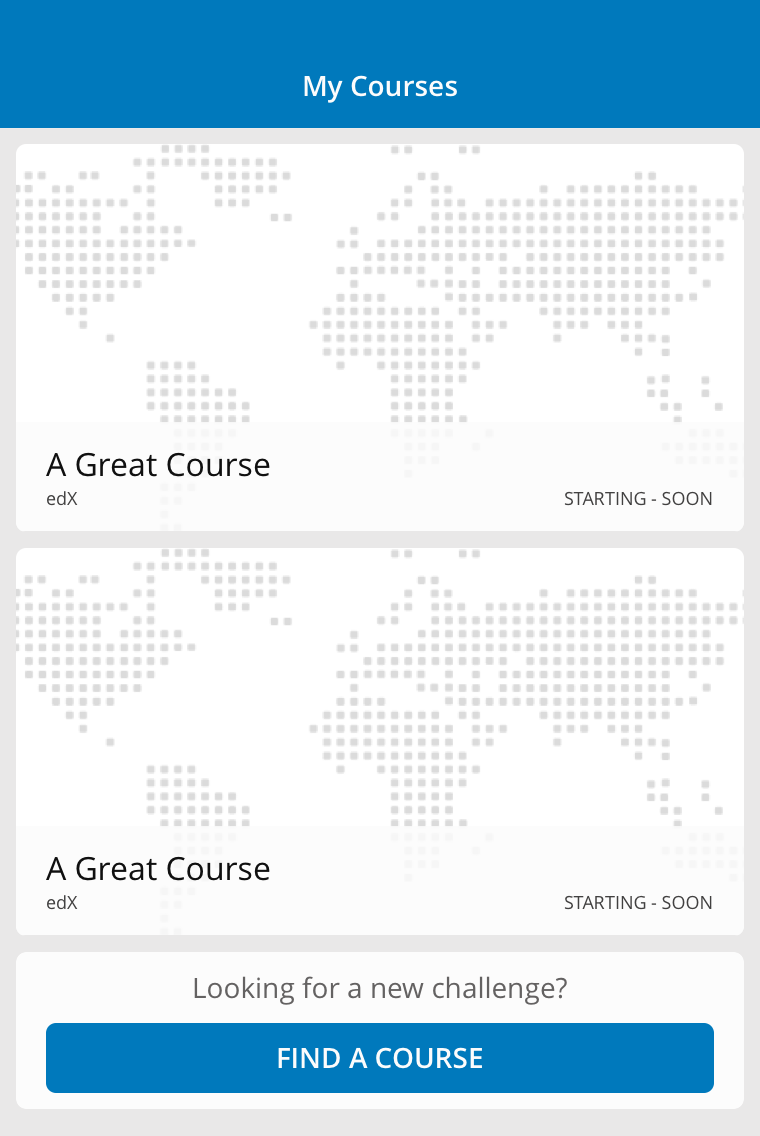 My Courses
A Great Course
edX
STARTING - SOON
A Great Course
edX
STARTING - SOON
Looking for a new challenge?
FIND A COURSE